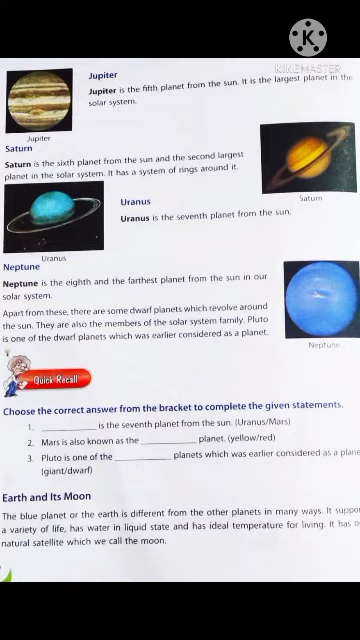 KINEMASTER
Jupiter
Jupiter is the fifth planet from the sun. It is the largest planet in the
solar system.
Jupiter
Saturn
Saturn is the sixth planet from the sun and the second largest
planet in the solar system. It has a system of rings around it.
Saturn
Uranus
Uranus is the seventh planet from the sun.
Uranus
Neptune
Neptune is the eighth and the farthest planet from the sun in our
solar system.
Apart from these, there are some dwarf planets which revolve around
the sun. They are also the members of the solar system family. Pluto
is one of the dwarf planets which was earlier considered as a planet.
Neptune
Quick Recall
Choose the correct answer from the bracket to complete the given statements.
1. __________ is the seventh planet from the sun. (Uranus/Mars)
2. Mars is also known as the __________ planet. (yellow/red)
3. Pluto is one of the __________ planets which was earlier considered as a plane
(giant/dwarf)
Earth and Its Moon
The blue planet or the earth is different from the other planets in many ways. It suppor
a variety of life, has water in liquid state and has ideal temperature for living. It has o
natural satellite which we call the moon.